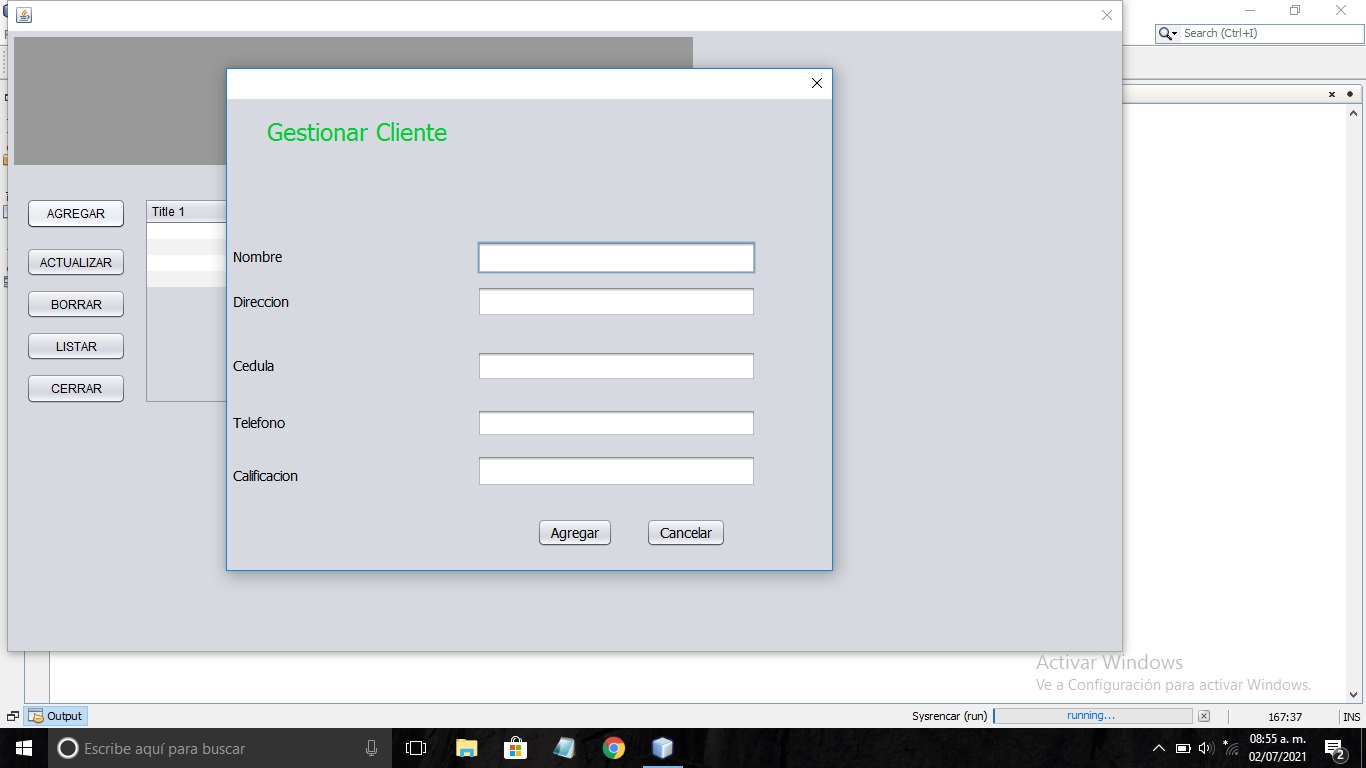 Search (Ctrl+I)
Gestionar Cliente
AGREGAR
Title 1
ACTUALIZAR
BORRAR
LISTAR
CERRAR
Nombre
Direccion
Cedula
Telefono
Calificacion
Agregar
Cancelar
Activar Windows
Ve a Configuración para activar Windows.
Output
Sysrencar (run)
running...
167:37
INS
Escribe aquí para buscar
08:55 a. m.
02/07/2021
2